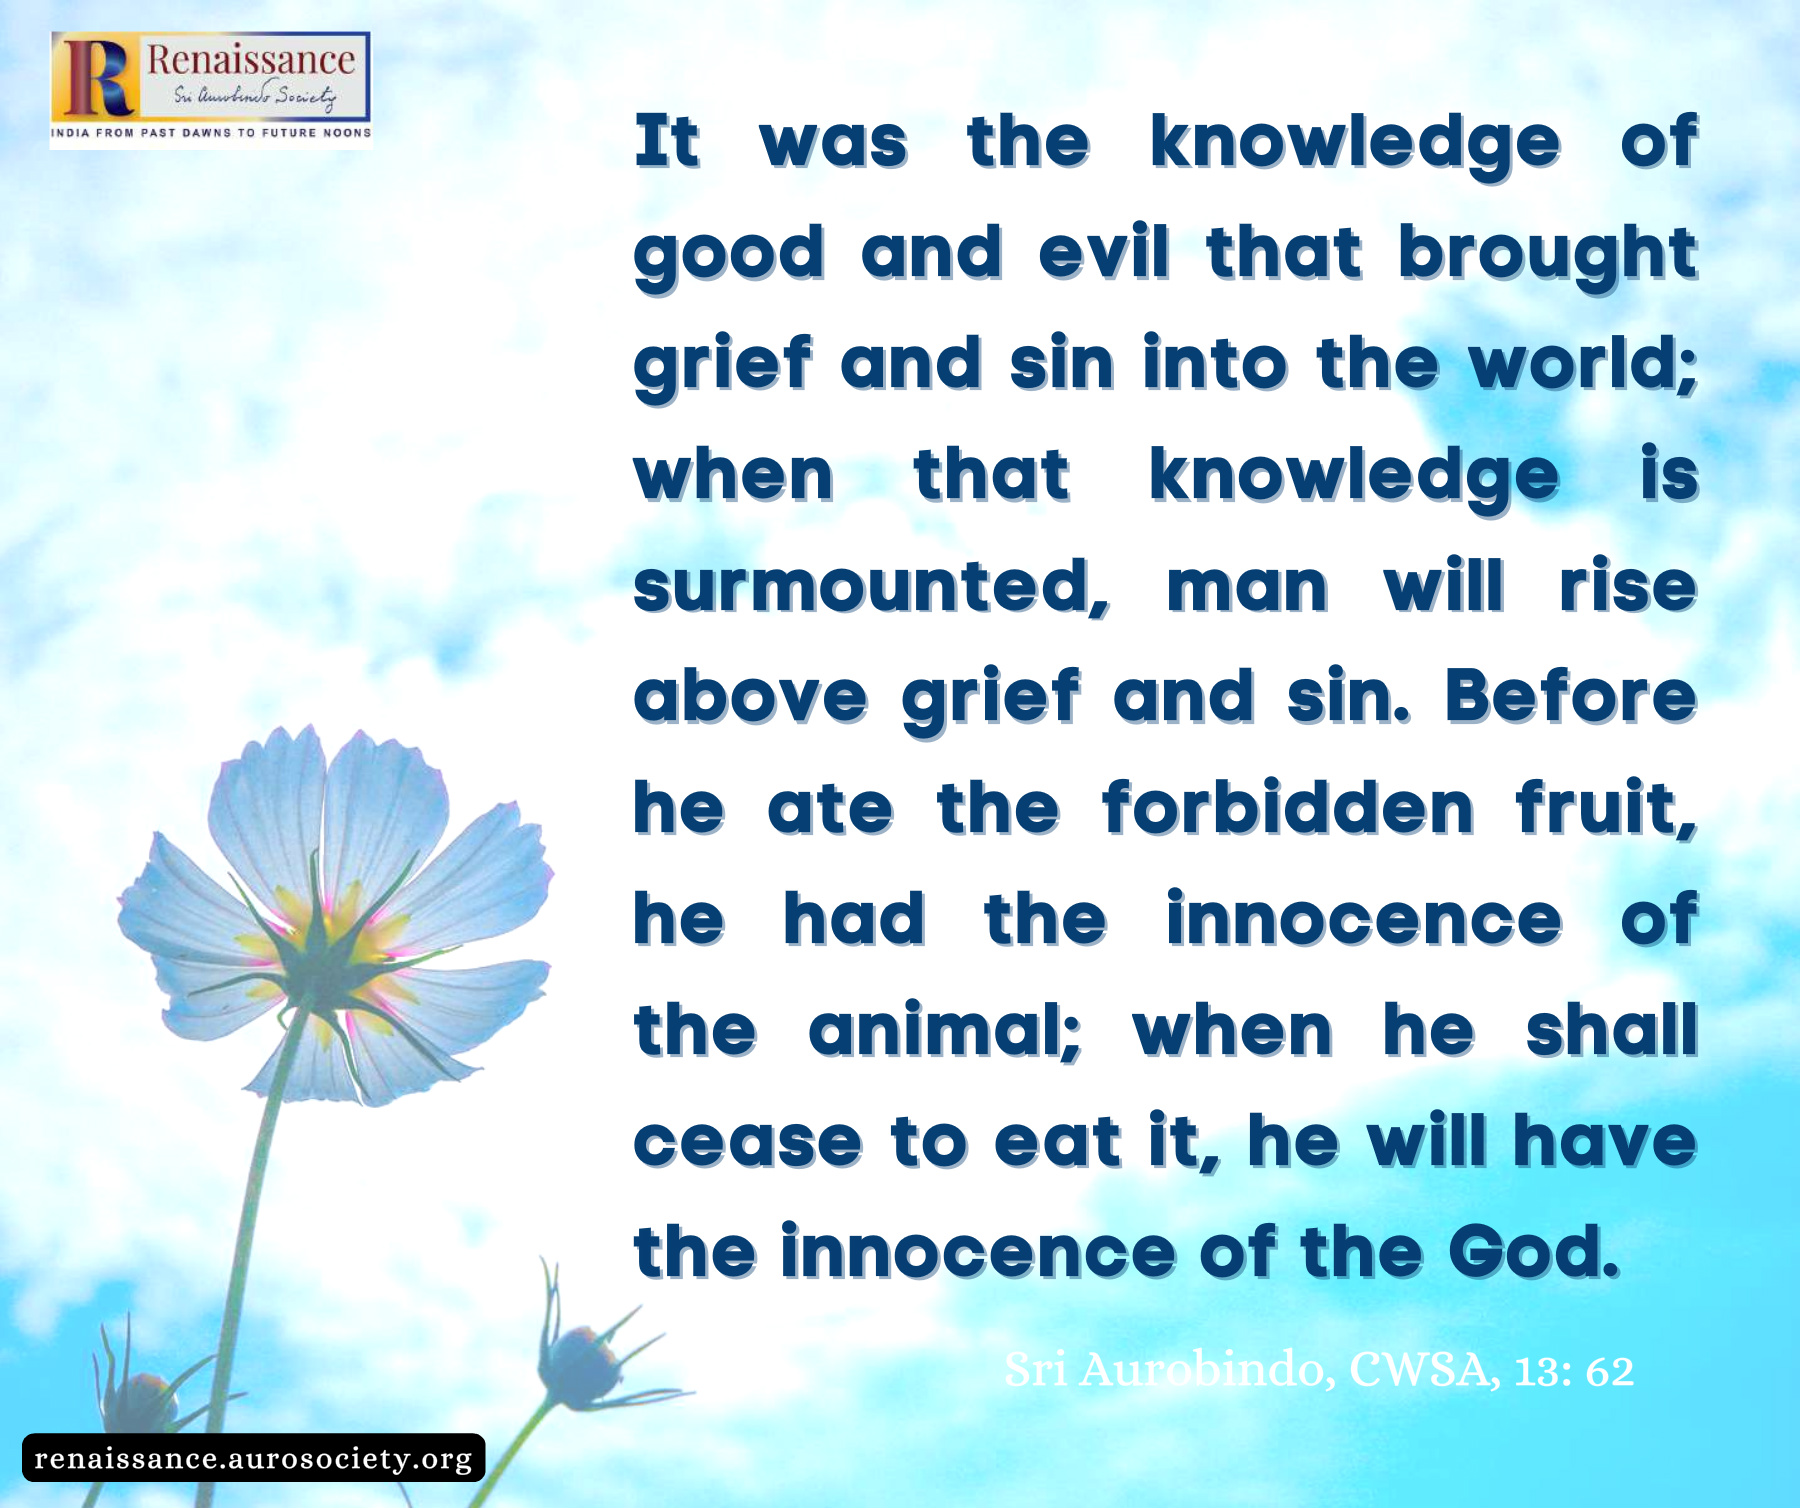 R Renaissance
Sri Aurobindo Society
INDIA FROM PAST DAWNS TO FUTURE NOONS
It was the knowledge of
good and evil that brought
grief and sin into the world;
when that knowledge is
surmounted, man will rise
above grief and sin. Before
he ate the forbidden fruit,
he had the innocence of
the animal; when he shall
cease to eat it, he will have
the innocence of the God.
Sri Aurobindo, CWSA, 13: 62
renaissance.aurosociety.org